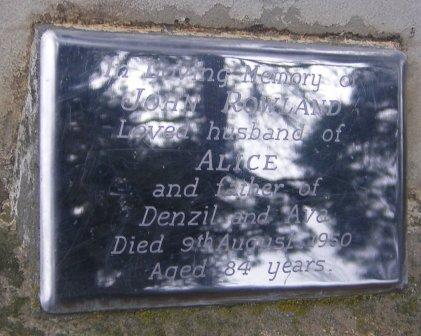 In Loving Memory of
JOHN ROWLAND
Loved husband of
ALICE
and father of
Denzil and Ava
Died 9th August 1950
Aged 84 years.